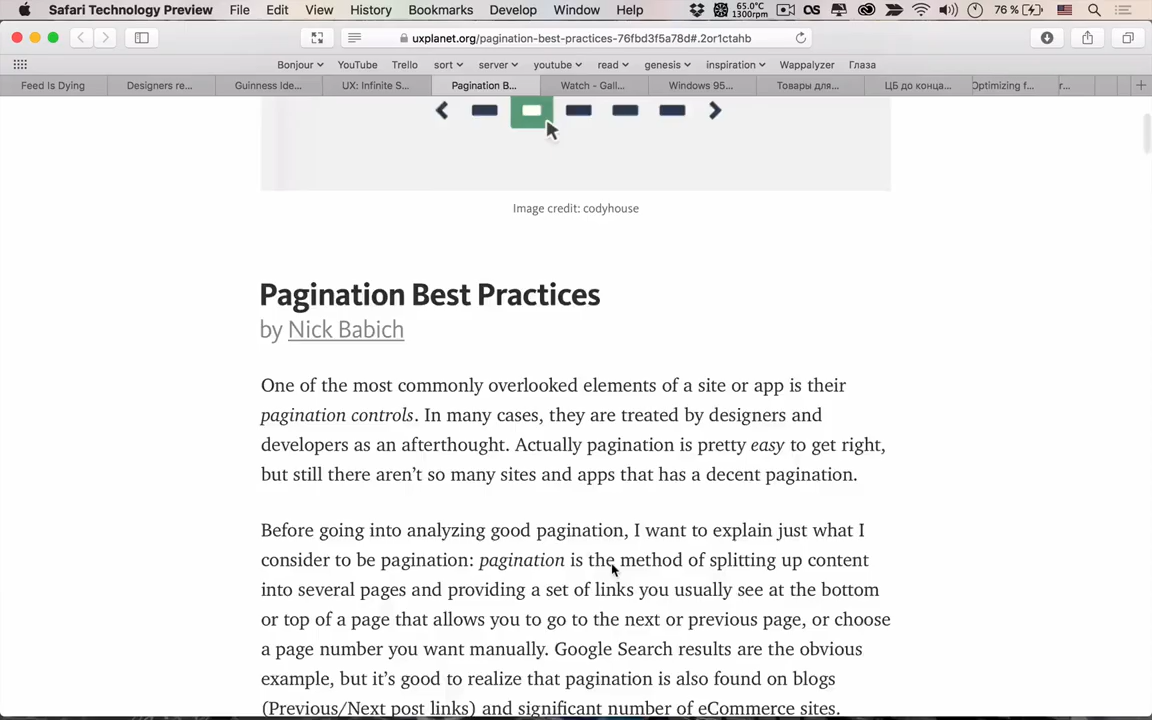 Safari Technology Preview File Edit View History Bookmarks Develop Window Help 65.0°C 1300rpm 76 %
uxplanet.org/pagination-best-practices-76fbd3f5a78d#.2or1ctahb
Bonjour YouTube Trello sort server youtube read genesis inspiration Wappalyzer Глаза
Feed Is Dying Designers re... Guinness Ide... UX: Infinite S... Pagination B... Watch - Gall... Windows 95... Товары для... ЦБ до конца... Optimizing f... r...
Image credit: codyhouse
Pagination Best Practices
by Nick Babich
One of the most commonly overlooked elements of a site or app is their
pagination controls. In many cases, they are treated by designers and
developers as an afterthought. Actually pagination is pretty easy to get right,
but still there aren’t so many sites and apps that has a decent pagination.
Before going into analyzing good pagination, I want to explain just what I
consider to be pagination: pagination is the method of splitting up content
into several pages and providing a set of links you usually see at the bottom
or top of a page that allows you to go to the next or previous page, or choose
a page number you want manually. Google Search results are the obvious
example, but it’s good to realize that pagination is also found on blogs
(Previous/Next post links) and significant number of eCommerce sites.